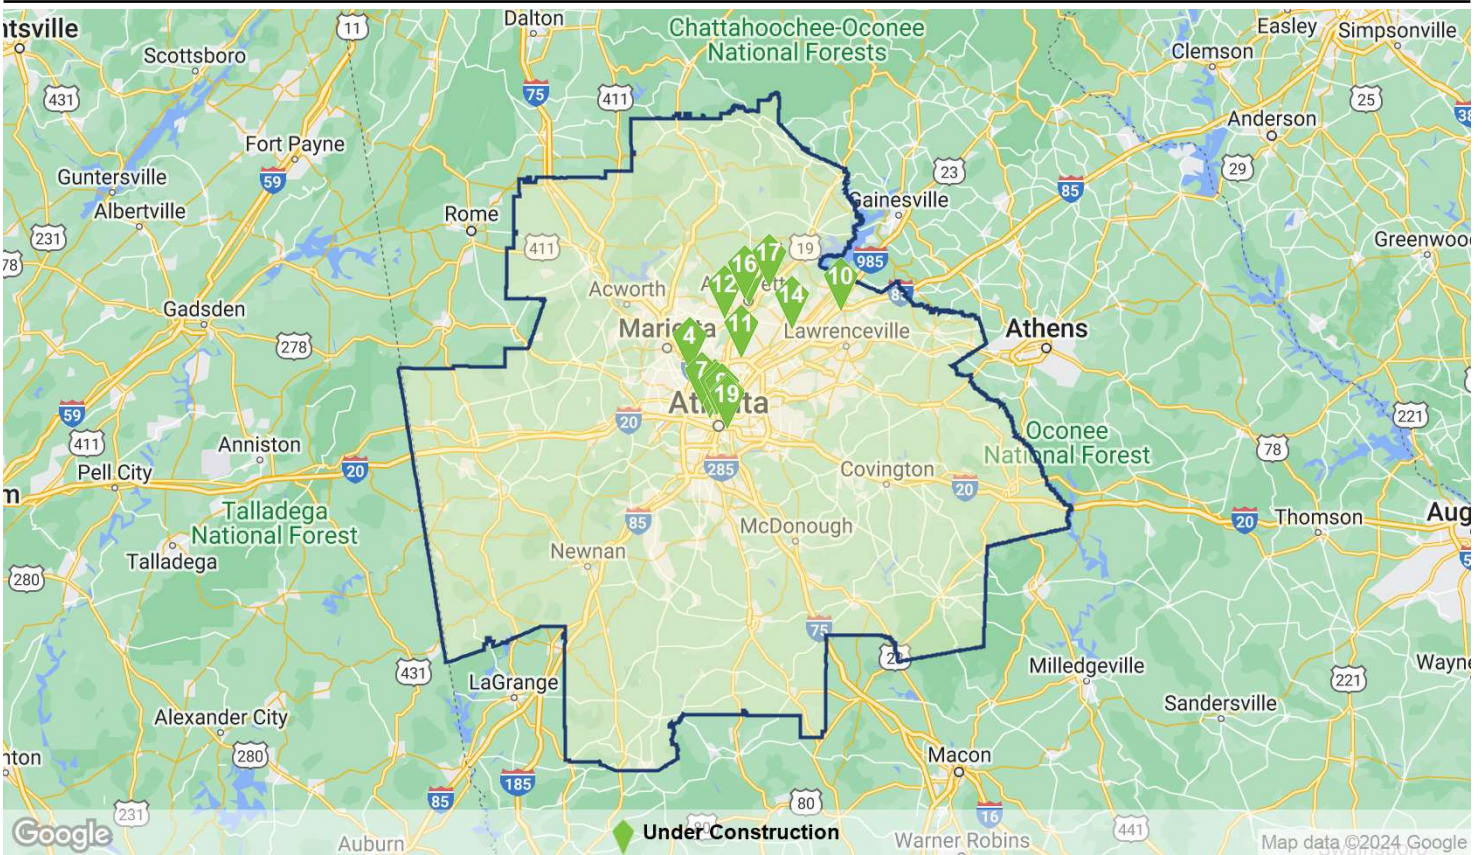 Dalton
Chattahoochee-Oconee
National Forests
Easley
Simpsonville
ntsville
11
Scottsboro
Clemson
431
75
411
25
Anderson
Fort Payne
29
59
23
85
Guntersville
Albertville
Gainesville
Rome
231
411
19
Greenwoo
78
17
16
985
12
10
Acworth
14
Gadsden
11
Marietta
4
Lawrenceville
Athens
278
7
19
Atlanta
59
20
221
411
Anniston
Oconee
National Forest
78
Pell City
20
285
Covington
20
m
Talladega
National Forest
85
McDonough
20
Thomson
Aug
Talladega
Newnan
280
75
431
LaGrange
Milledgeville
221
Wayne
Alexander City
Sandersville
280
Macon
nton
185
85
231
80
16
441
Google
Under Construction
Auburn
Warner Robins
Map data ©2024 Google